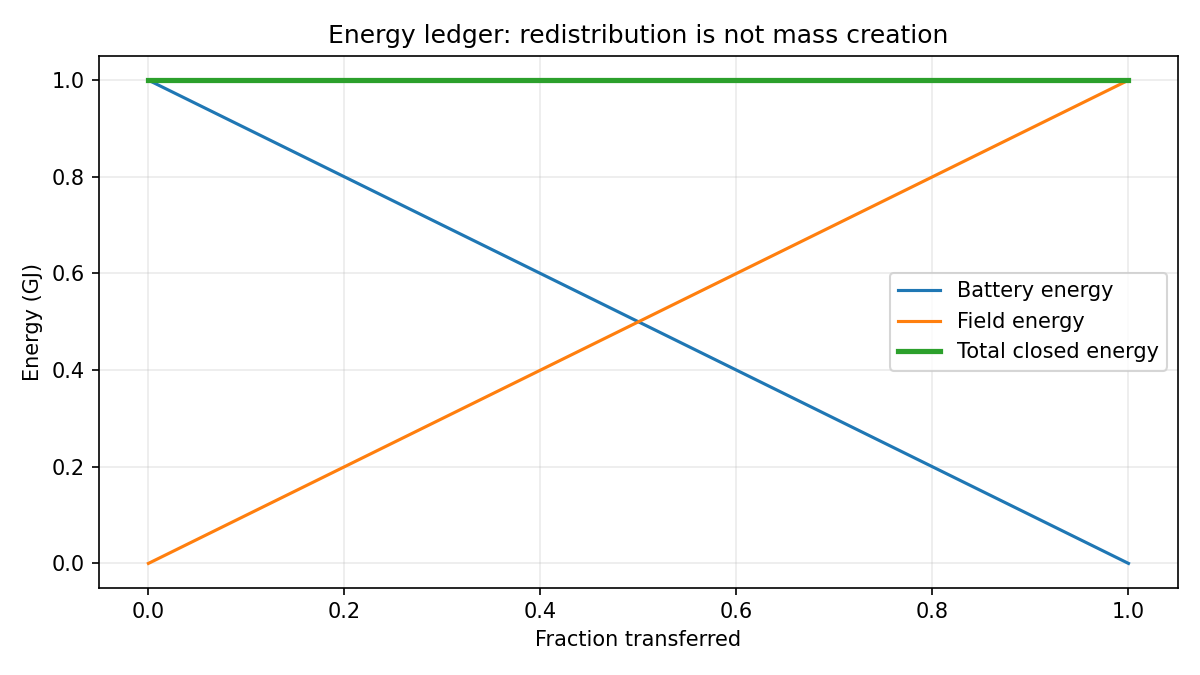 Energy ledger: redistribution is not mass creation
Energy (GJ)
1.0
0.8
0.6
0.4
0.2
0.0
Battery energy
Field energy
Total closed energy
0.0 0.2 0.4 0.6 0.8 1.0
Fraction transferred